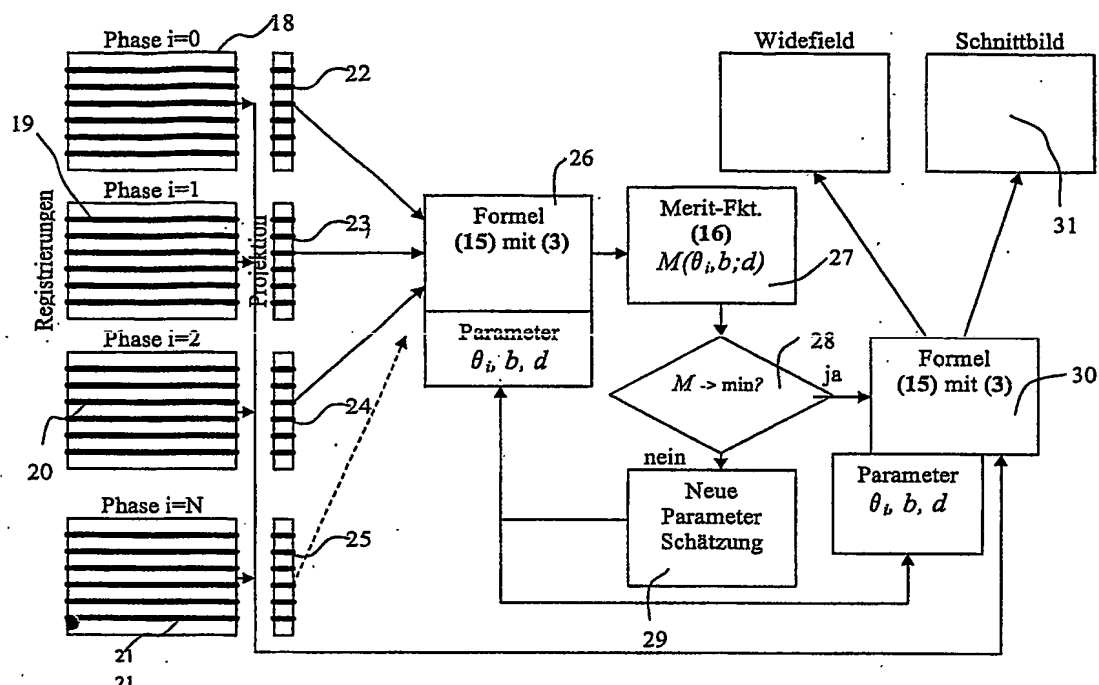 18
Phase i=0
22
Widefield
Schnittbild
19
Phase i=1
23
26
Formel
(15) mit (3)
Merit-Fkt.
(16)
M(θi,b;d)
27
31
Registrierungen
Projektion
Phase i=2
Parameter
θi, b, d
28
M -> min?
ja
Formel
(15) mit (3)
30
20
24
nein
Neue
Parameter
Schätzung
Parameter
θi, b, d
Phase i=N
25
29
21
21